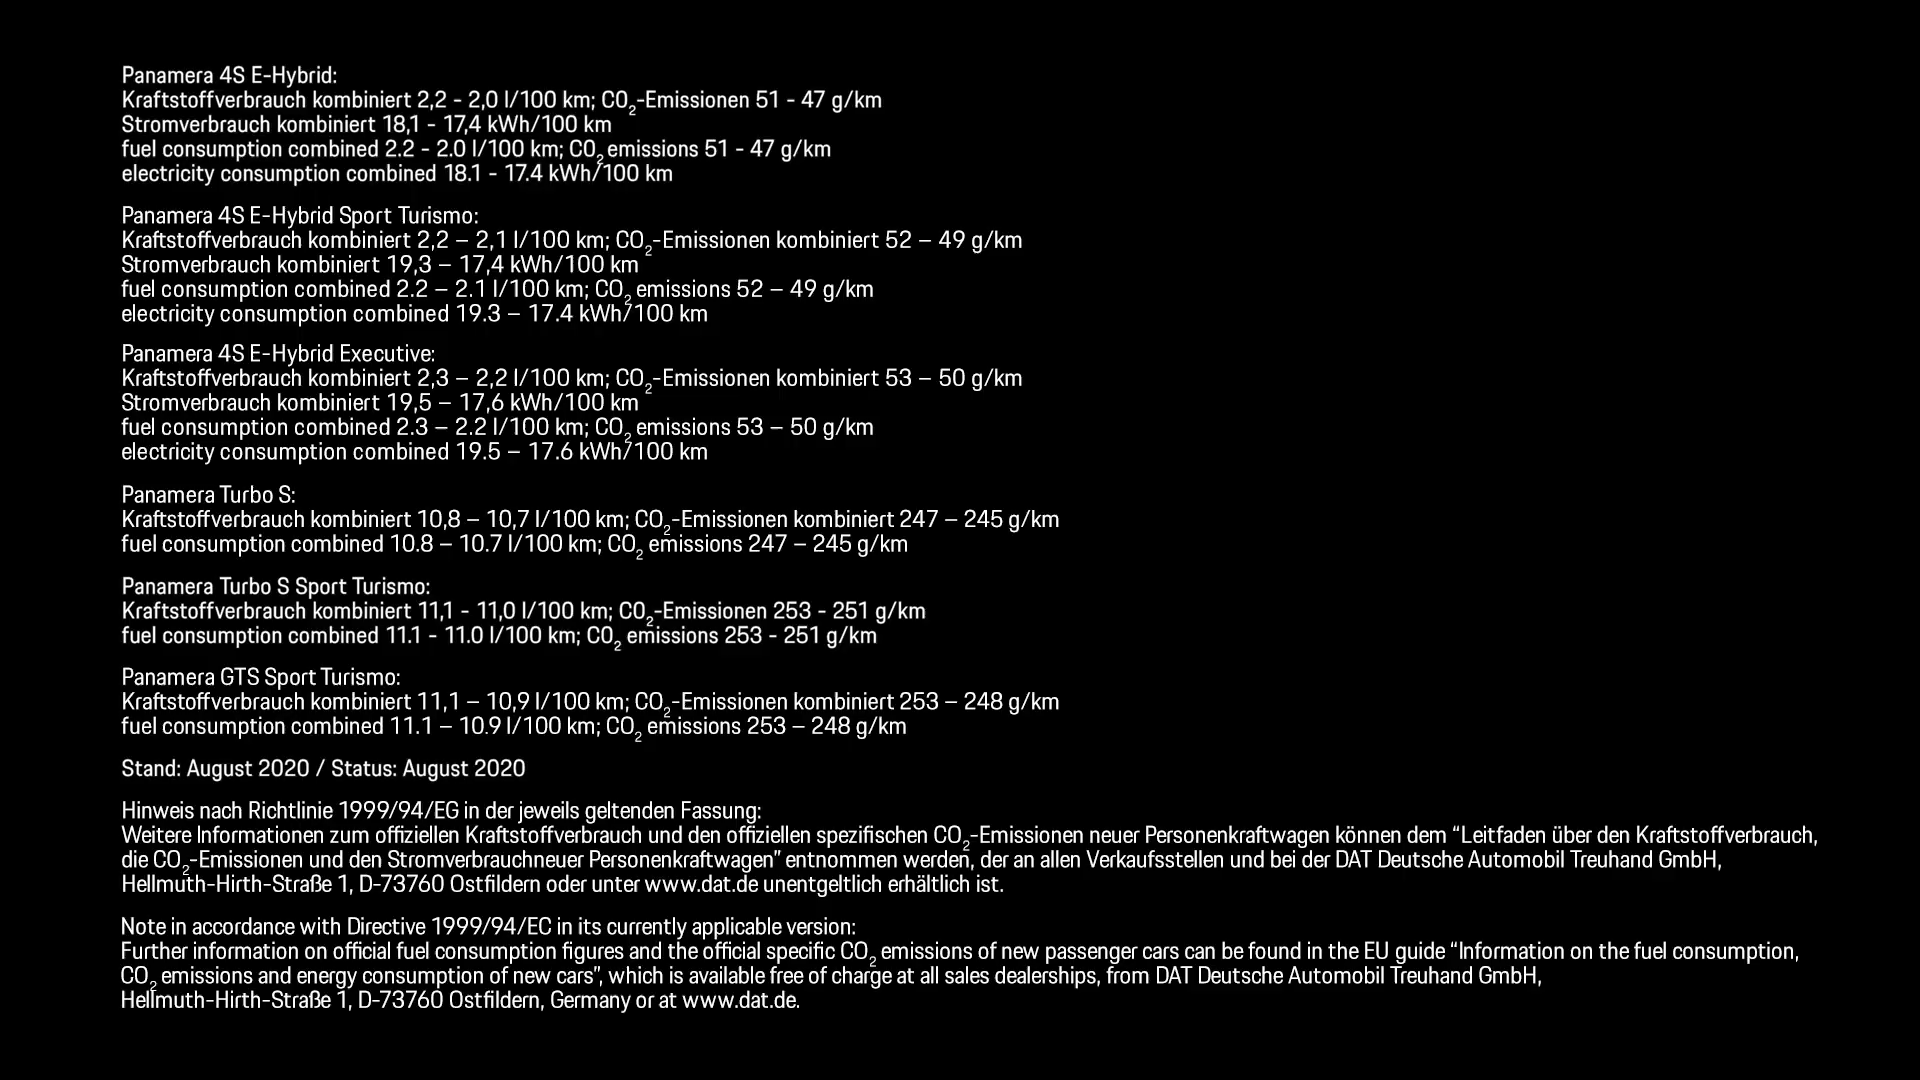 Panamera 4S E-Hybrid:
Kraftstoffverbrauch kombiniert 2,2 - 2,0 l/100 km; CO₂-Emissionen 51 - 47 g/km
Stromverbrauch kombiniert 18,1 - 17,4 kWh/100 km
fuel consumption combined 2.2 - 2.0 l/100 km; CO₂ emissions 51 - 47 g/km
electricity consumption combined 18.1 - 17.4 kWh/100 km
Panamera 4S E-Hybrid Sport Turismo:
Kraftstoffverbrauch kombiniert 2,2 – 2,1 l/100 km; CO₂-Emissionen kombiniert 52 – 49 g/km
Stromverbrauch kombiniert 19,3 – 17,4 kWh/100 km
fuel consumption combined 2.2 – 2.1 l/100 km; CO₂ emissions 52 – 49 g/km
electricity consumption combined 19.3 – 17.4 kWh/100 km
Panamera 4S E-Hybrid Executive:
Kraftstoffverbrauch kombiniert 2,3 – 2,2 l/100 km; CO₂-Emissionen kombiniert 53 – 50 g/km
Stromverbrauch kombiniert 19,5 – 17,6 kWh/100 km
fuel consumption combined 2.3 – 2.2 l/100 km; CO₂ emissions 53 – 50 g/km
electricity consumption combined 19.5 – 17.6 kWh/100 km
Panamera Turbo S:
Kraftstoffverbrauch kombiniert 10,8 – 10,7 l/100 km; CO₂-Emissionen kombiniert 247 – 245 g/km
fuel consumption combined 10.8 – 10.7 l/100 km; CO₂ emissions 247 – 245 g/km
Panamera Turbo S Sport Turismo:
Kraftstoffverbrauch kombiniert 11,1 - 11,0 l/100 km; CO₂-Emissionen 253 - 251 g/km
fuel consumption combined 11.1 - 11.0 l/100 km; CO₂ emissions 253 - 251 g/km
Panamera GTS Sport Turismo:
Kraftstoffverbrauch kombiniert 11,1 – 10,9 l/100 km; CO₂-Emissionen kombiniert 253 – 248 g/km
fuel consumption combined 11.1 – 10.9 l/100 km; CO₂ emissions 253 – 248 g/km
Stand: August 2020 / Status: August 2020
Hinweis nach Richtlinie 1999/94/EG in der jeweils geltenden Fassung:
Weitere Informationen zum offiziellen Kraftstoffverbrauch und den offiziellen spezifischen CO₂-Emissionen neuer Personenkraftwagen können dem “Leitfaden über den Kraftstoffverbrauch,
die CO₂-Emissionen und den Stromverbrauchneuer Personenkraftwagen” entnommen werden, der an allen Verkaufsstellen und bei der DAT Deutsche Automobil Treuhand GmbH,
Hellmuth-Hirth-Straße 1, D-73760 Ostfildern oder unter www.dat.de unentgeltlich erhältlich ist.
Note in accordance with Directive 1999/94/EC in its currently applicable version:
Further information on official fuel consumption figures and the official specific CO₂ emissions of new passenger cars can be found in the EU guide “Information on the fuel consumption,
CO₂ emissions and energy consumption of new cars”, which is available free of charge at all sales dealerships, from DAT Deutsche Automobil Treuhand GmbH,
Hellmuth-Hirth-Straße 1, D-73760 Ostfildern, Germany or at www.dat.de.